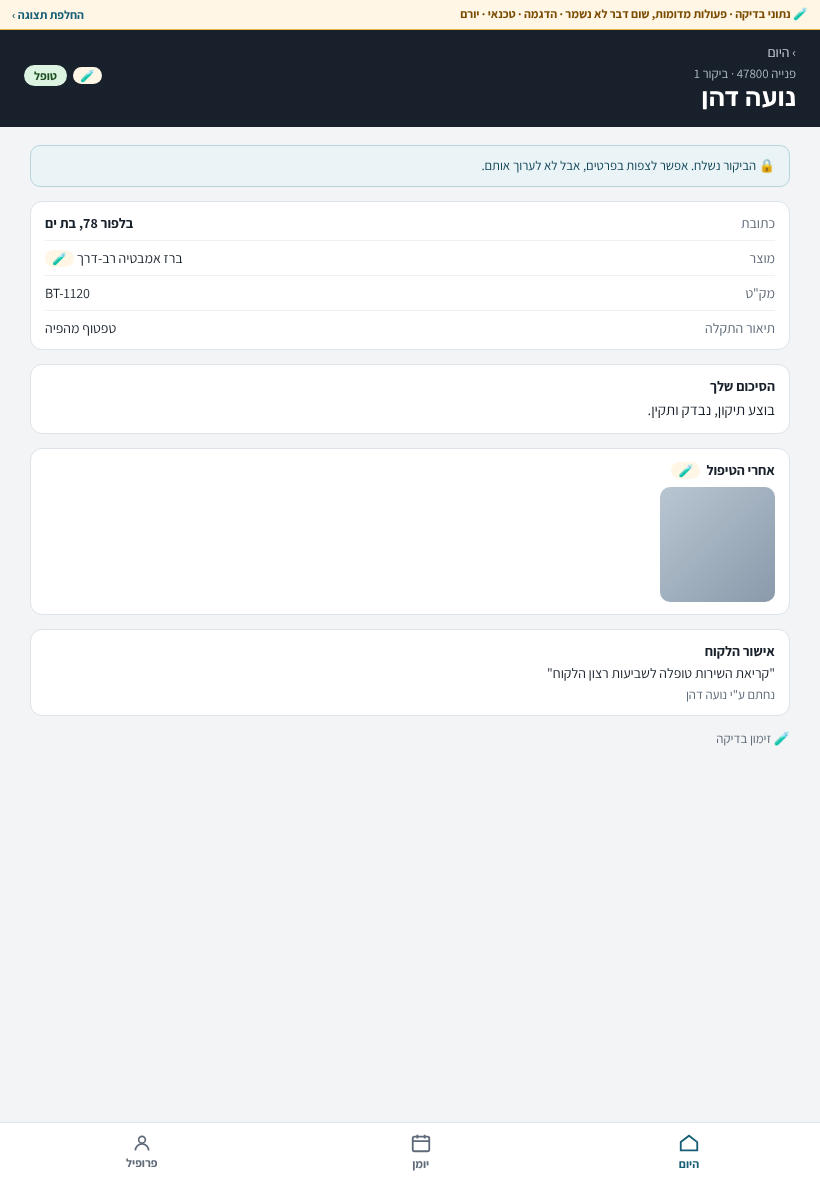 🧪 נתוני בדיקה · פעולות מדומות, שום דבר לא נשמר · הדגמה · טכנאי · יורם
החלפת תצוגה ›
› היום
פנייה 47800 · ביקור 1
נועה דהן
🧪 טופל
🔒 הביקור נשלח. אפשר לצפות בפרטים, אבל לא לערוך אותם.
כתובת בלפור 78, בת ים
מוצר ברז אמבטיה רב-דרך 🧪
מק"ט BT-1120
תיאור התקלה טפטוף מהפיה
הסיכום שלך
בוצע תיקון, נבדק ותקין.
אחרי הטיפול 🧪
אישור הלקוח
"קריאת השירות טופלה לשביעות רצון הלקוח"
נחתם ע"י נועה דהן
🧪 זימון בדיקה
היום
יומן
פרופיל